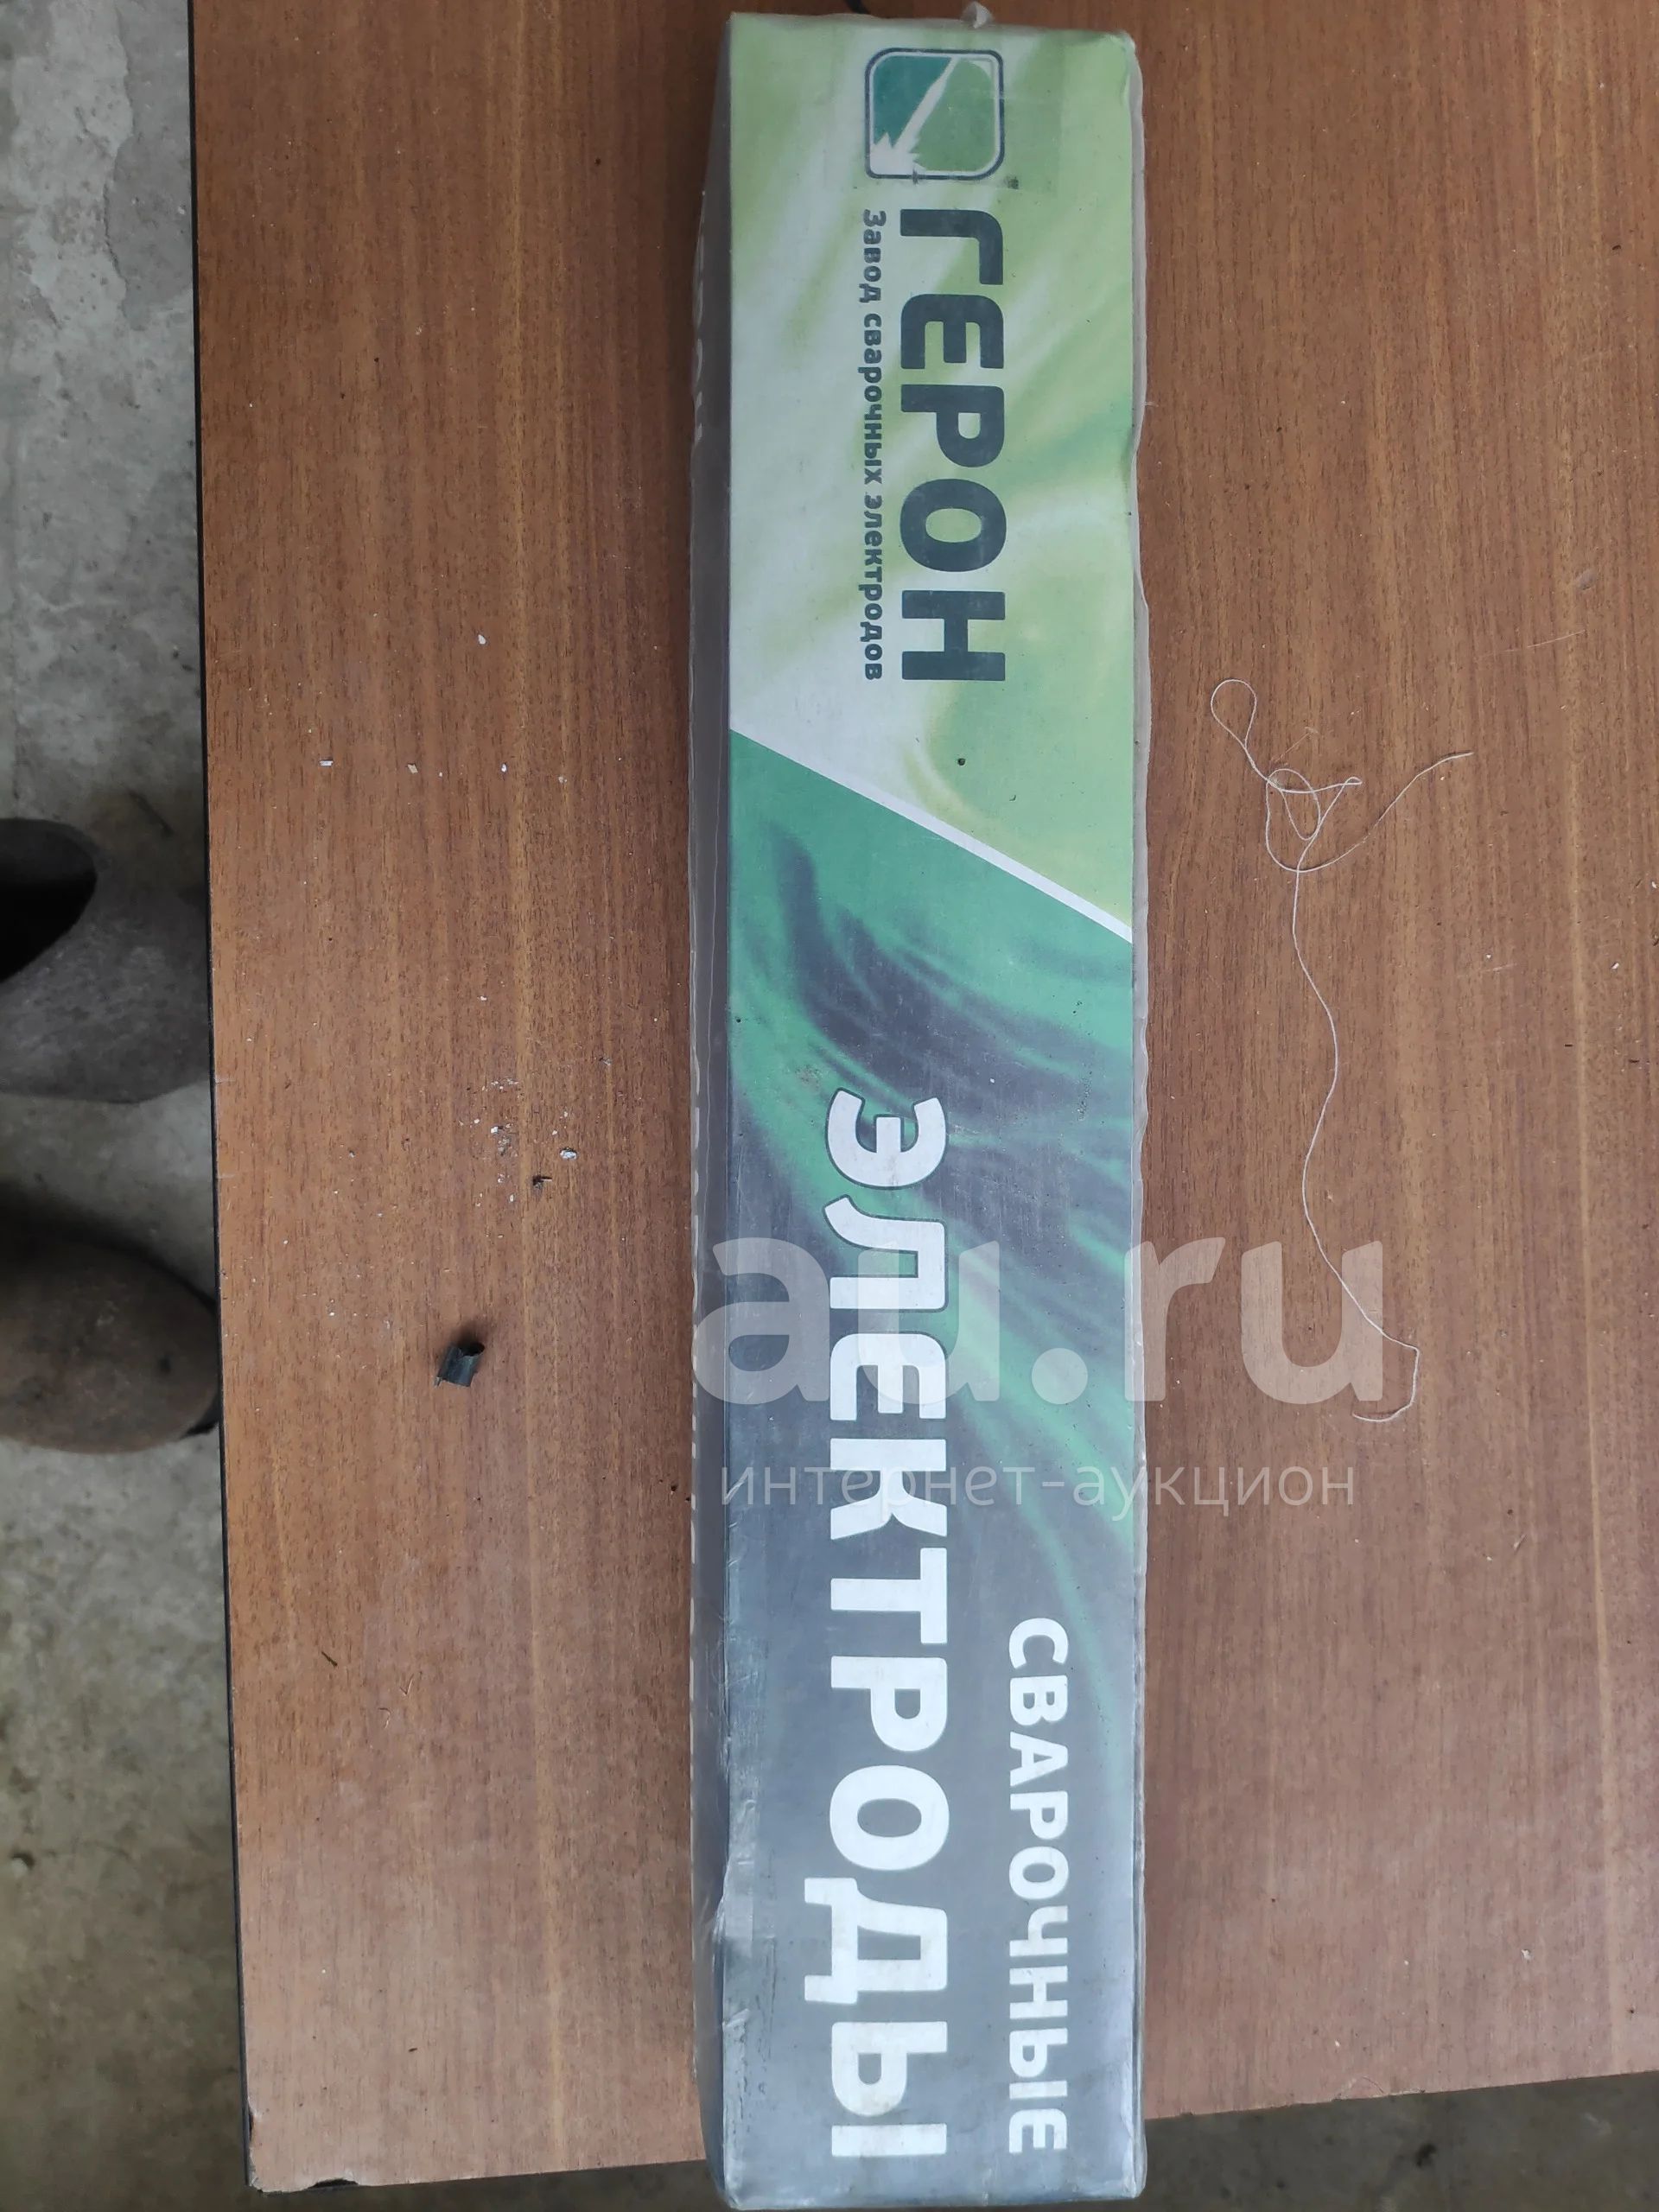 ГЕРОН
Завод сварочных электродов
СВАРОЧНЫЕ
ЭЛЕКТРОДЫ
au.ru
интернет-аукцион